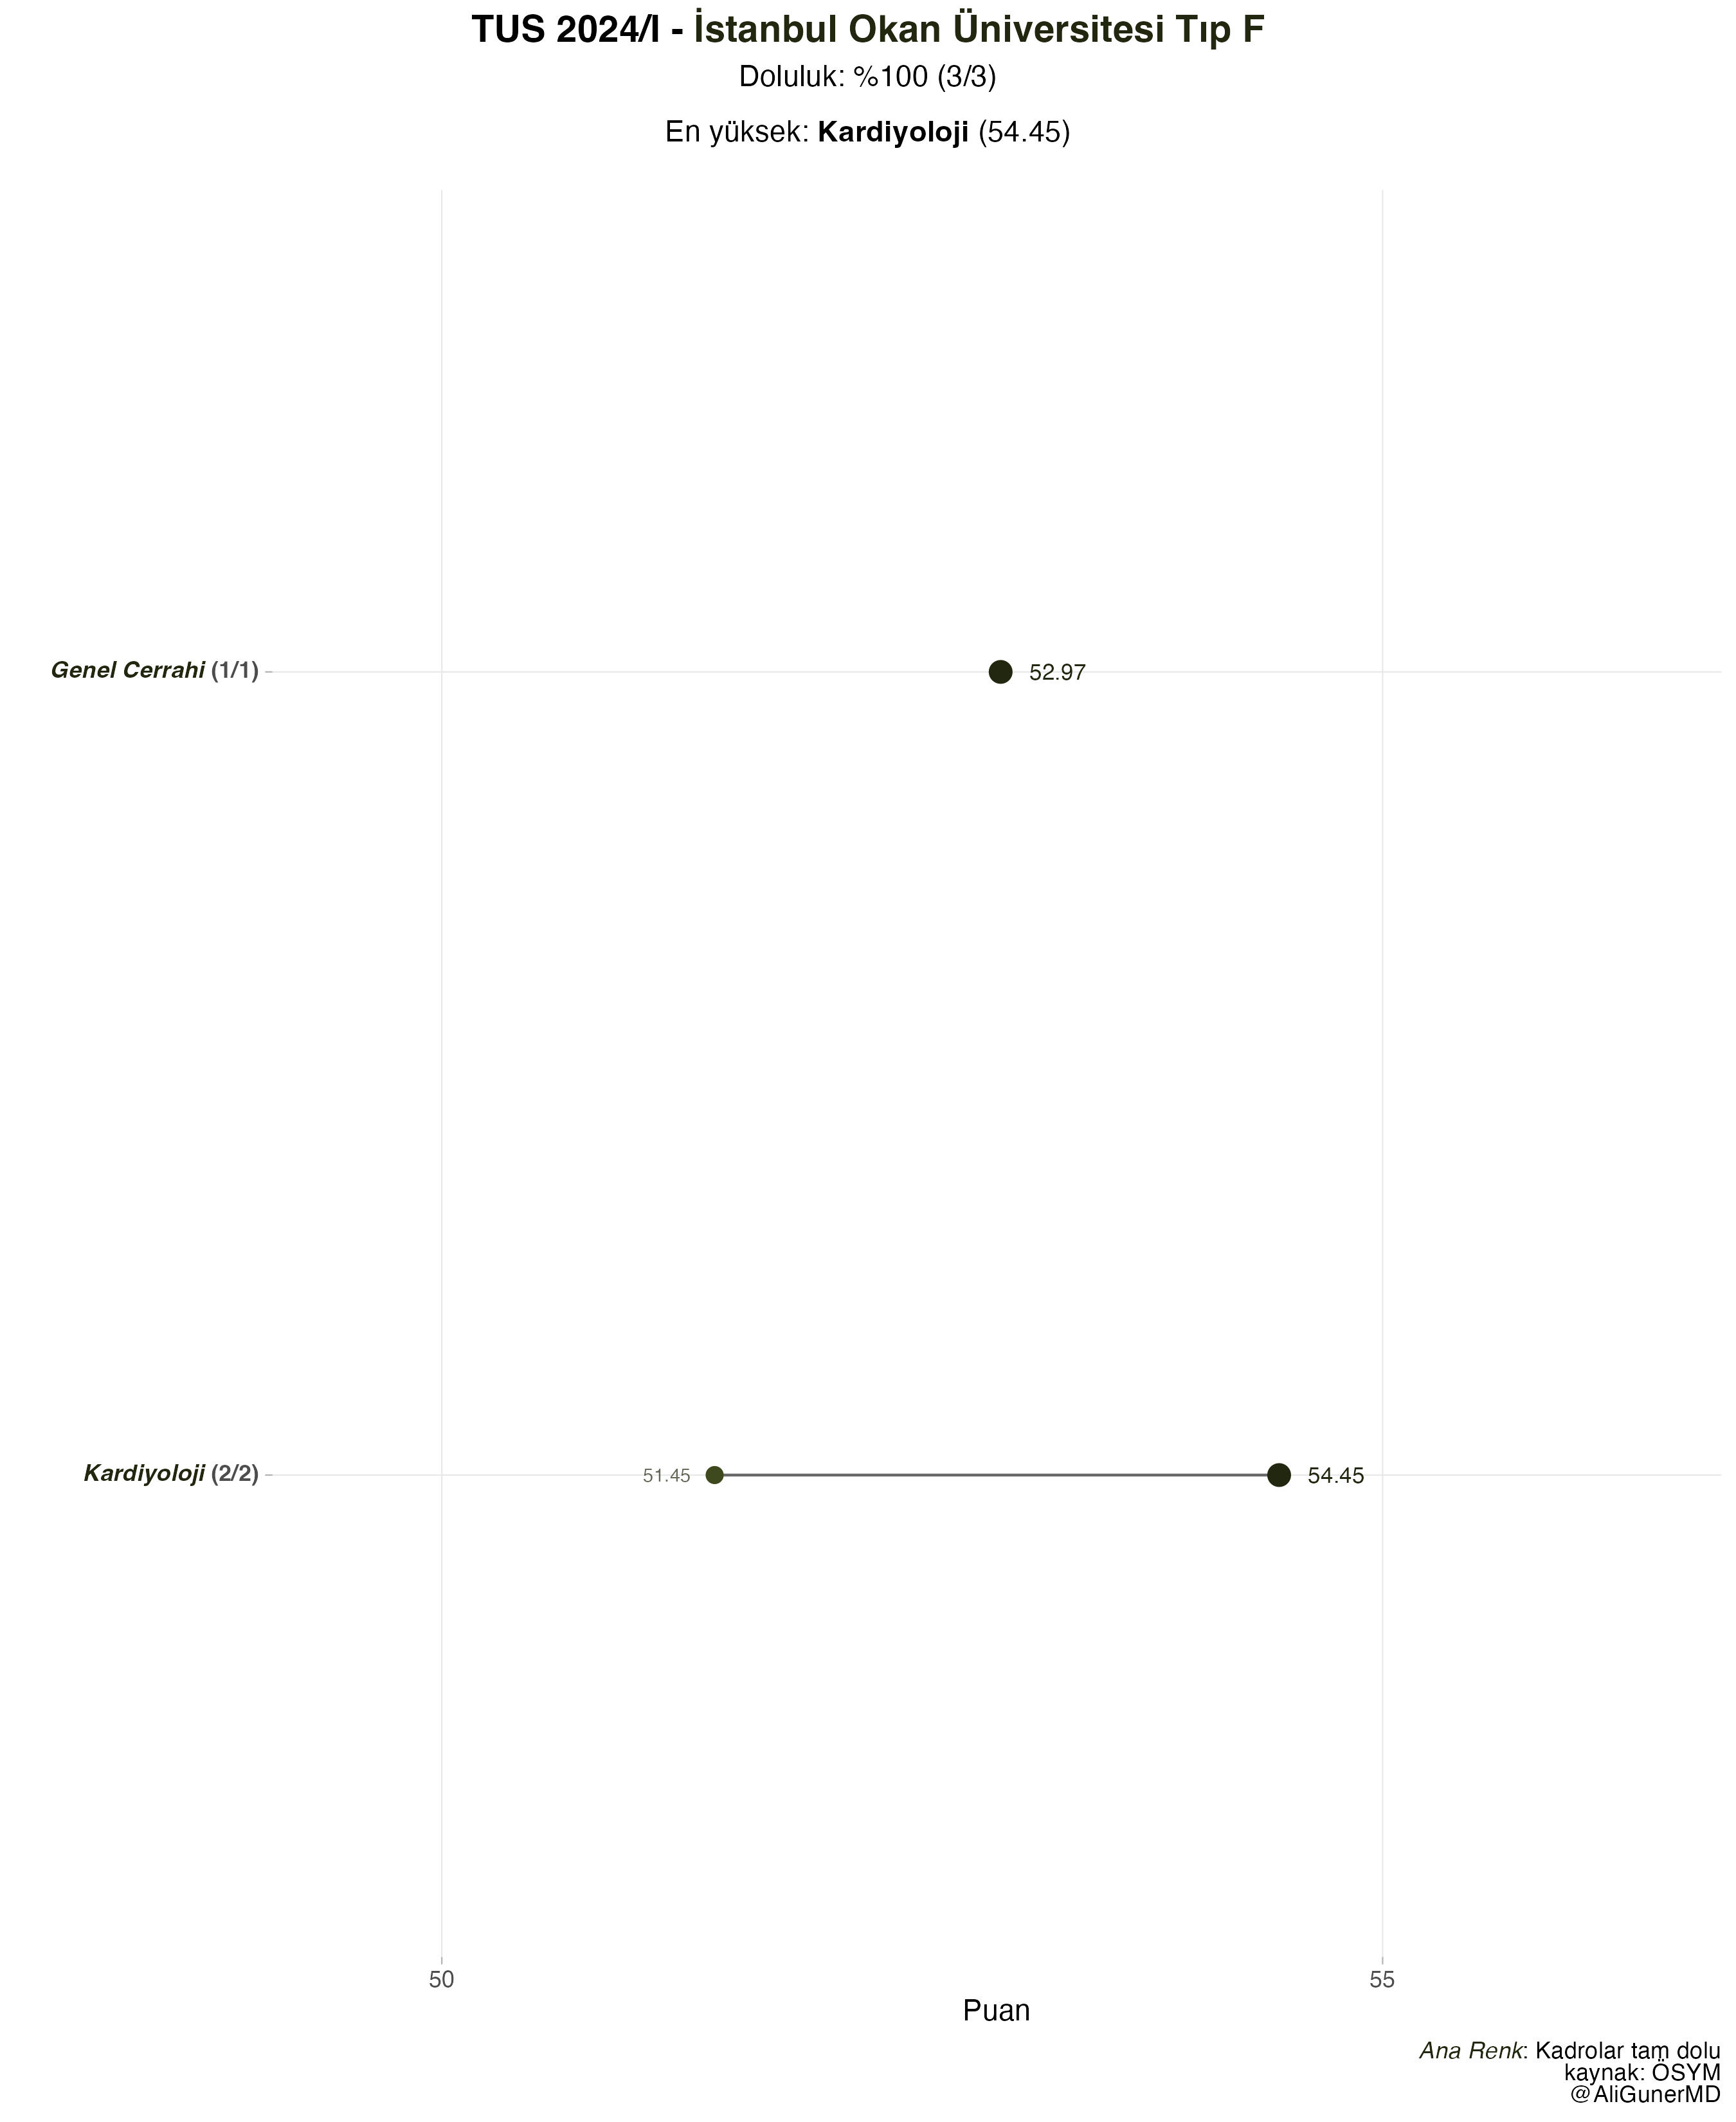 TUS 2024/I - İstanbul Okan Üniversitesi Tıp F
Doluluk: %100 (3/3)
En yüksek: Kardiyoloji (54.45)
Genel Cerrahi (1/1)
52.97
Kardiyoloji (2/2)
51.45
54.45
50
55
Puan
Ana Renk: Kadrolar tam dolu
kaynak: ÖSYM
@AliGunerMD